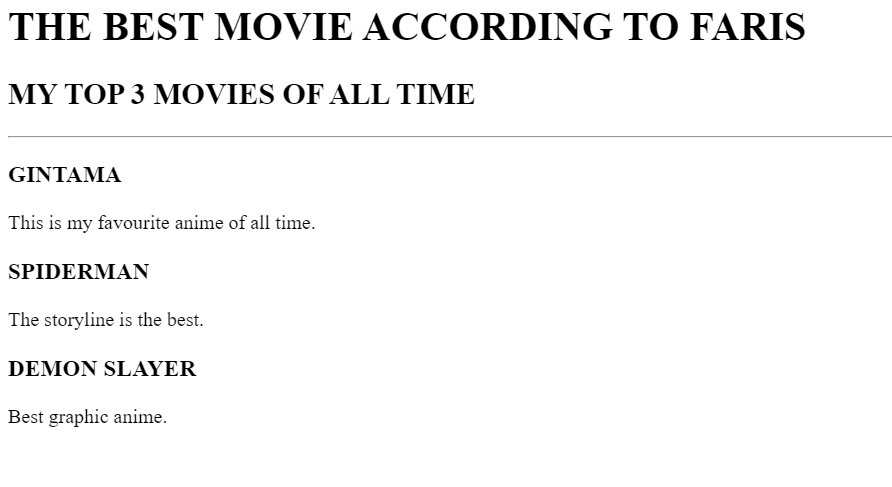 THE BEST MOVIE ACCORDING TO FARIS
MY TOP 3 MOVIES OF ALL TIME
GINTAMA
This is my favourite anime of all time.
SPIDERMAN
The storyline is the best.
DEMON SLAYER
Best graphic anime.